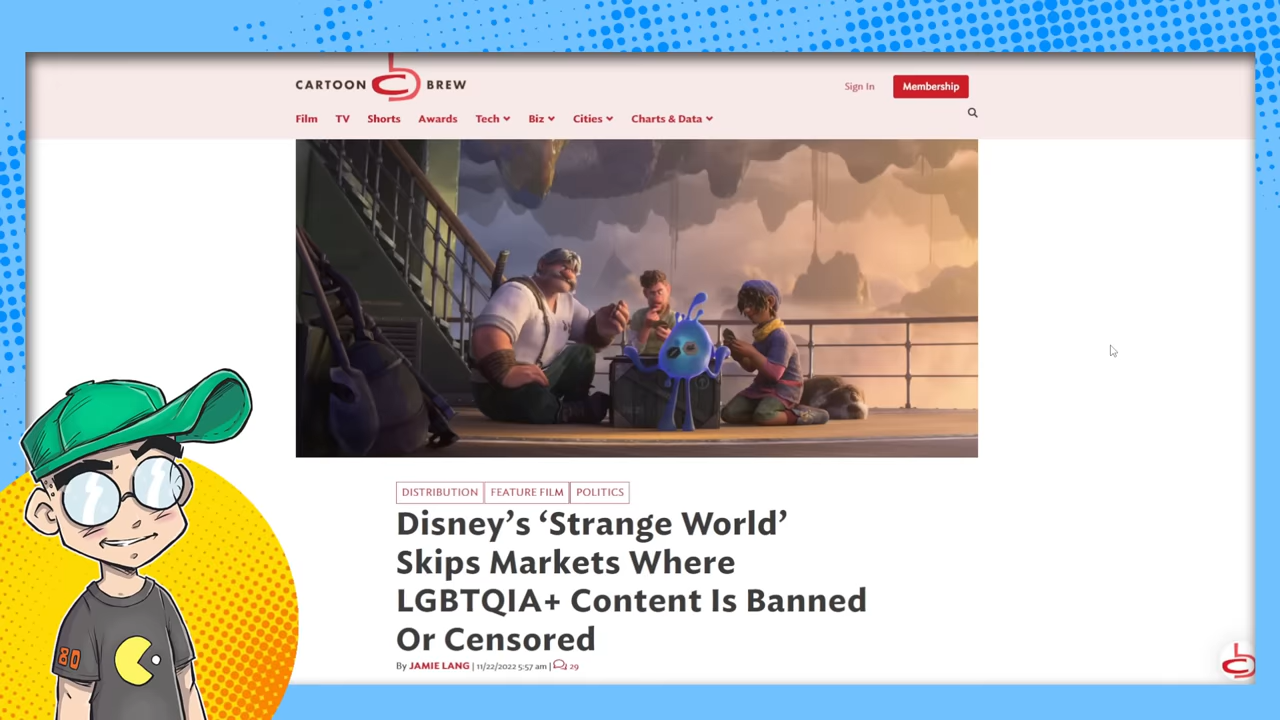 CARTOON BREW
Sign In
Membership
Film TV Shorts Awards Tech Biz Cities Charts & Data
DISTRIBUTION FEATURE FILM POLITICS
Disney’s ‘Strange World’
Skips Markets Where
LGBTQIA+ Content Is Banned
Or Censored
By JAMIE LANG | 11/22/2022 5:57 am | 29
80